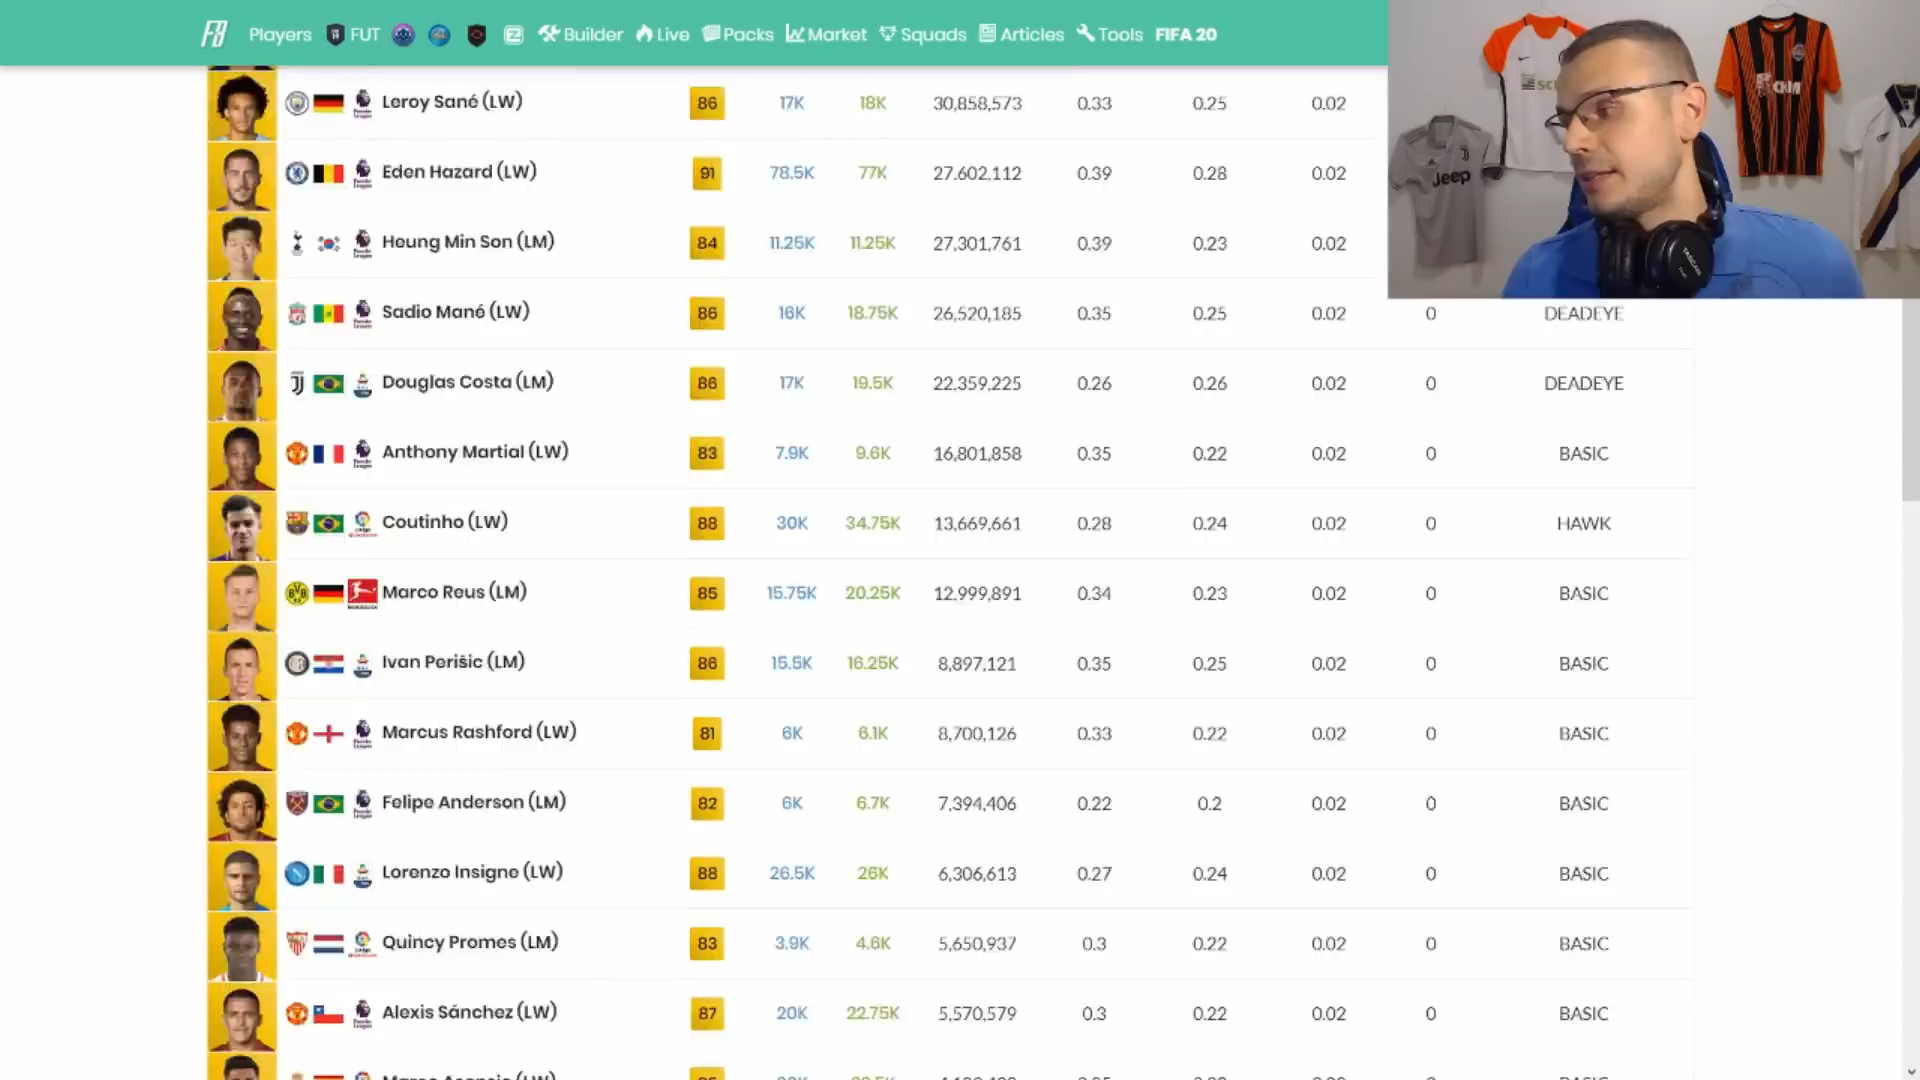 F8 Players FUT Builder Live Packs Market Squads Articles Tools FIFA 20
Leroy Sané (LW) 86 17K 18K 30,858,573 0.33 0.25 0.02
Eden Hazard (LW) 91 78.5K 77K 27,602,112 0.39 0.28 0.02
Heung Min Son (LM) 84 11.25K 11.25K 27,301,761 0.39 0.23 0.02
Sadio Mané (LW) 86 16K 18.75K 26,520,185 0.35 0.25 0.02 0 DEADEYE
Douglas Costa (LM) 86 17K 19.5K 22,359,225 0.26 0.26 0.02 0 DEADEYE
Anthony Martial (LW) 83 7.9K 9.6K 16,801,858 0.35 0.22 0.02 0 BASIC
Coutinho (LW) 88 30K 34.75K 13,669,661 0.28 0.24 0.02 0 HAWK
Marco Reus (LM) 85 15.75K 20.25K 12,999,891 0.34 0.23 0.02 0 BASIC
Ivan Perišic (LM) 86 15.5K 16.25K 8,897,121 0.35 0.25 0.02 0 BASIC
Marcus Rashford (LW) 81 6K 6.1K 8,700,126 0.33 0.22 0.02 0 BASIC
Felipe Anderson (LM) 82 6K 6.7K 7,394,406 0.22 0.2 0.02 0 BASIC
Lorenzo Insigne (LW) 88 26.5K 26K 6,306,613 0.27 0.24 0.02 0 BASIC
Quincy Promes (LM) 83 3.9K 4.6K 5,650,937 0.3 0.22 0.02 0 BASIC
Alexis Sánchez (LW) 87 20K 22.75K 5,570,579 0.3 0.22 0.02 0 BASIC
Jeep
TASCAM